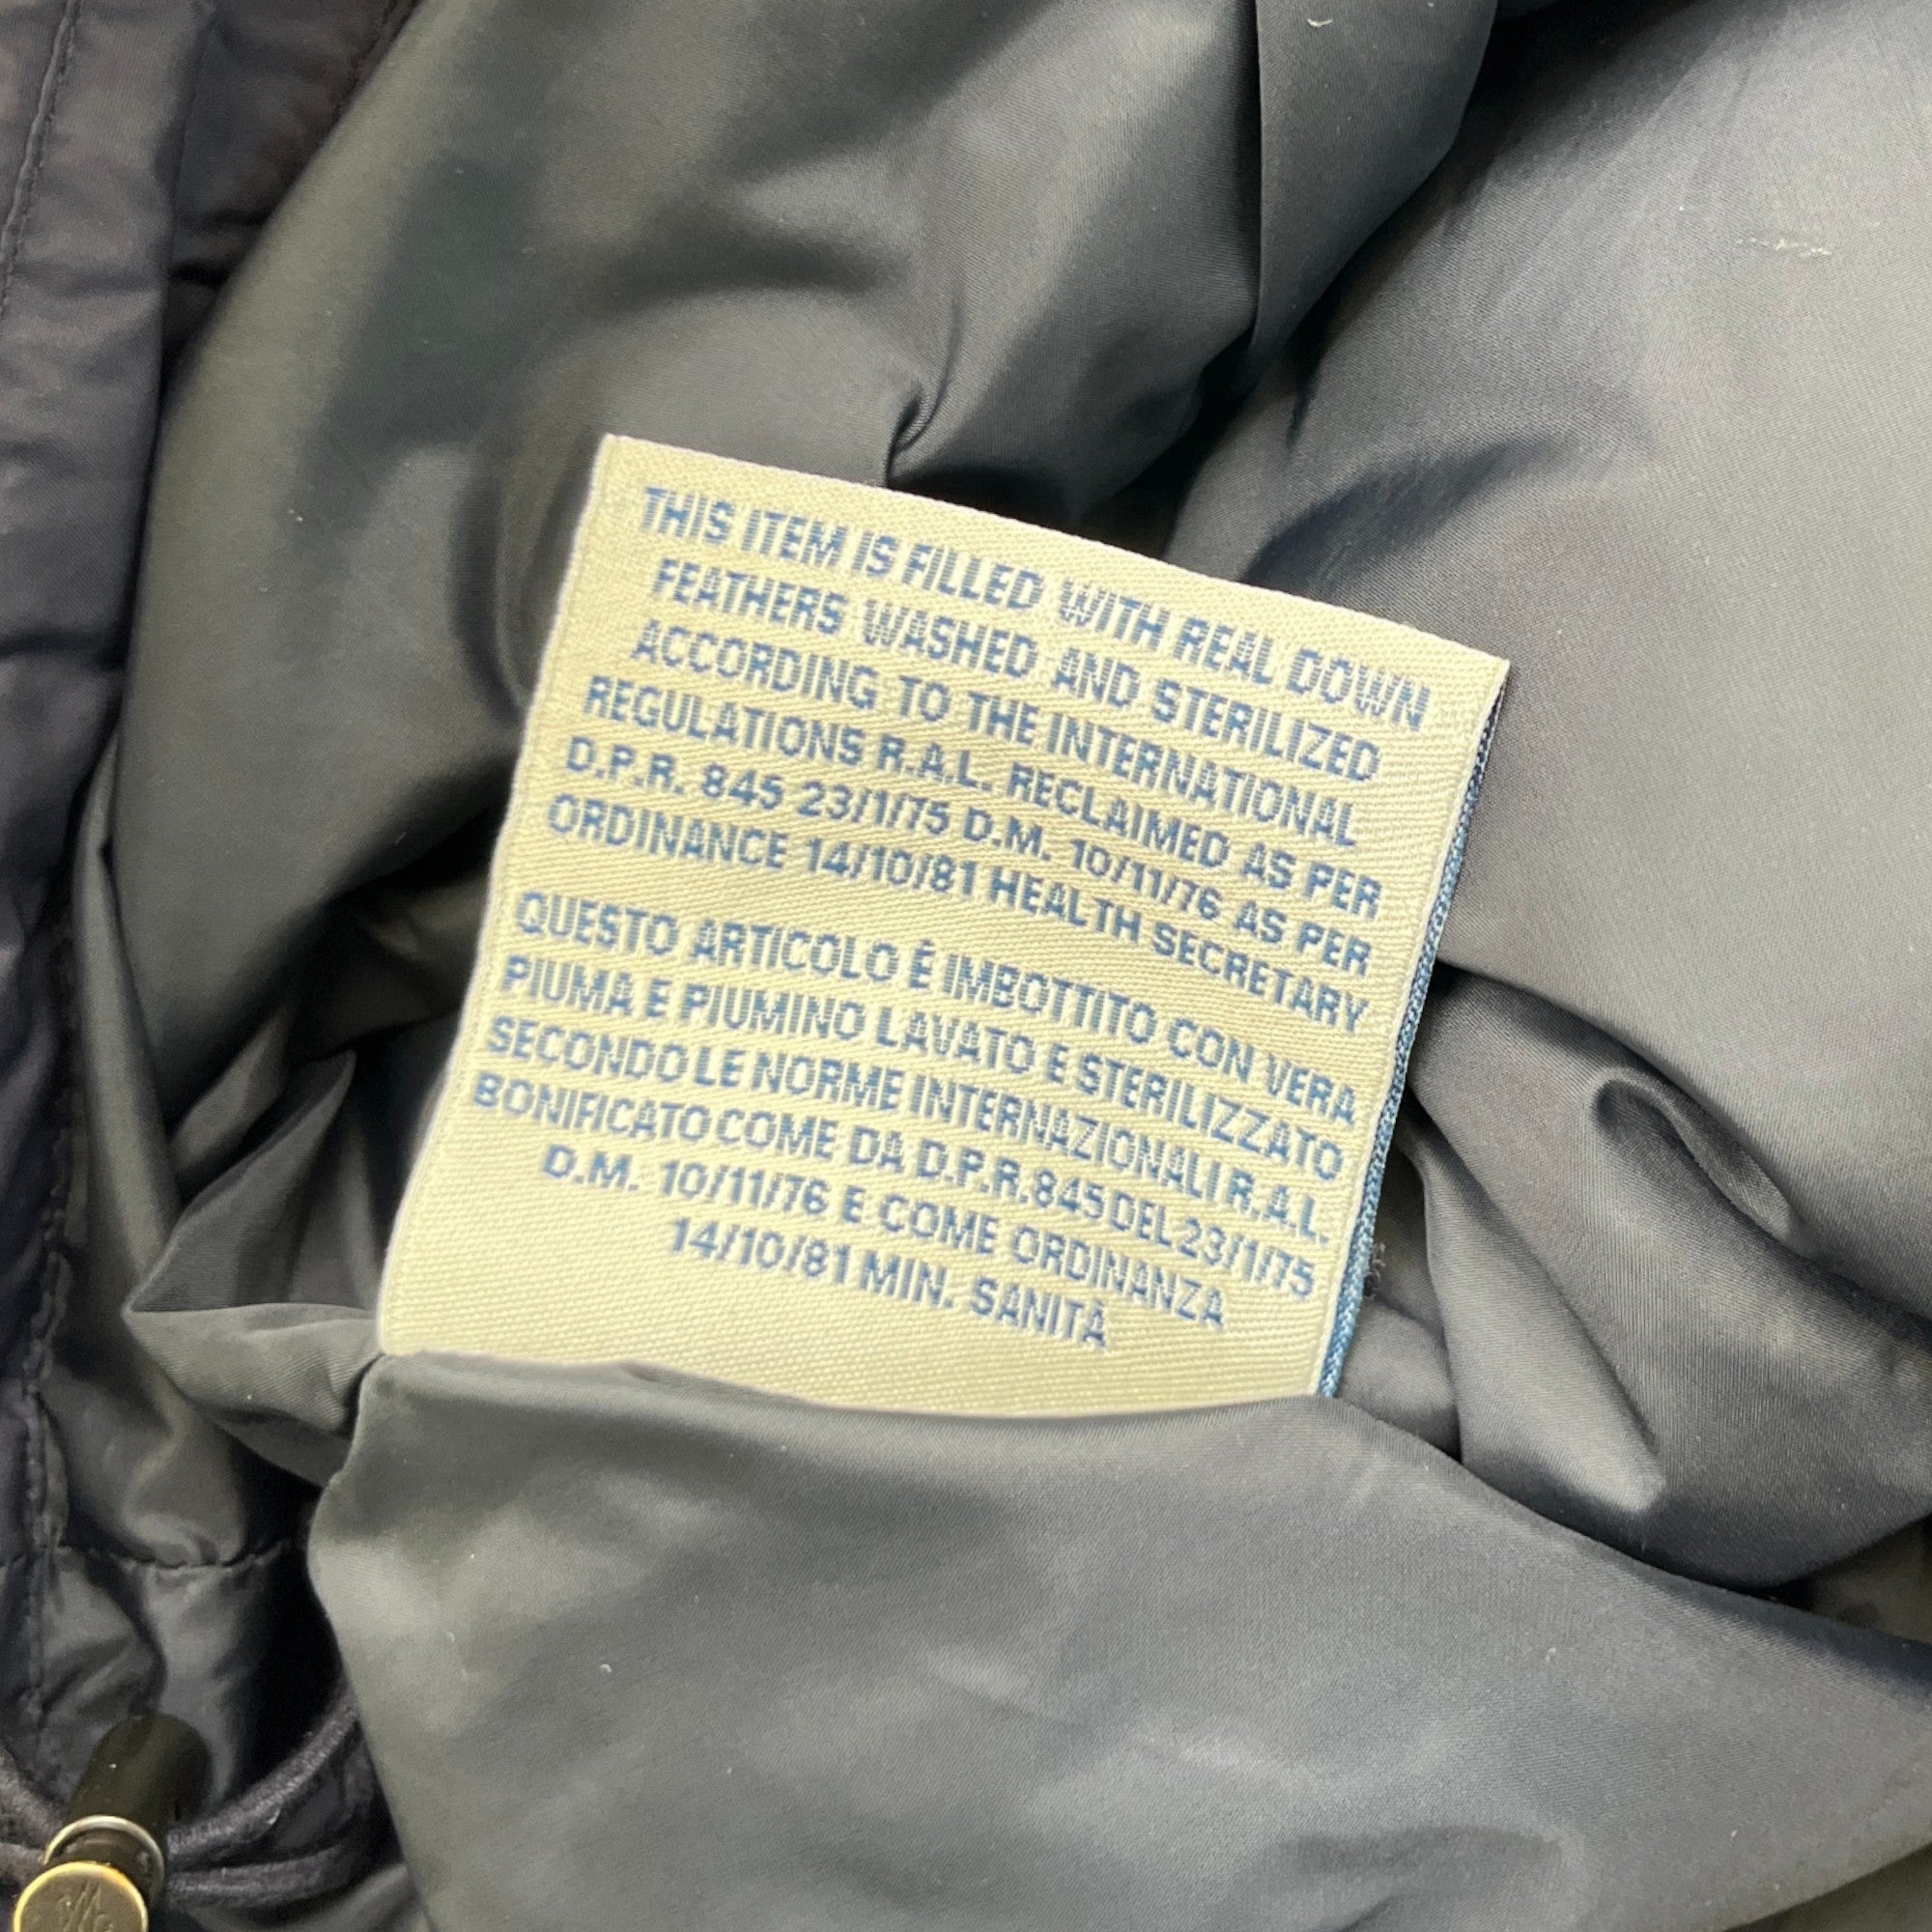 THIS ITEM IS FILLED WITH REAL DOWN
FEATHERS WASHED AND STERILIZED
ACCORDING TO THE INTERNATIONAL
REGULATIONS R.A.L. RECLAIMED AS PER
D.P.R. 845 23/1/75 D.M. 10/11/76 AS PER
ORDINANCE 14/10/81 HEALTH SECRETARY
QUESTO ARTICOLO È IMBOTTITO CON VERA
PIUMA E PIUMINO LAVATO E STERILIZZATO
SECONDO LE NORME INTERNAZIONALI R.A.L.
BONIFICATO COME DA D.P.R. 845 DEL 23/1/75
D.M. 10/11/76 E COME ORDINANZA
14/10/81 MIN. SANITÀ